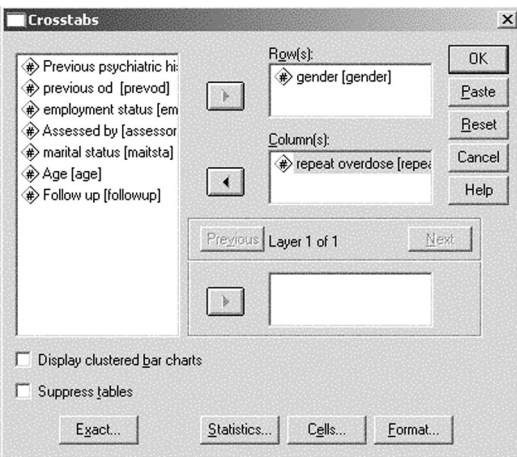 Crosstabs
Previous psychiatric hi
previous od [prevod]
employment status [em
Assessed by [assessor
marital status [maitsta]
Age [age]
Follow up [followup]
Row(s):
gender [gender]
Column(s):
repeat overdose [repea
OK
Paste
Reset
Cancel
Help
Previous Layer 1 of 1 Next
Display clustered bar charts
Suppress tables
Exact... Statistics... Cells... Format...